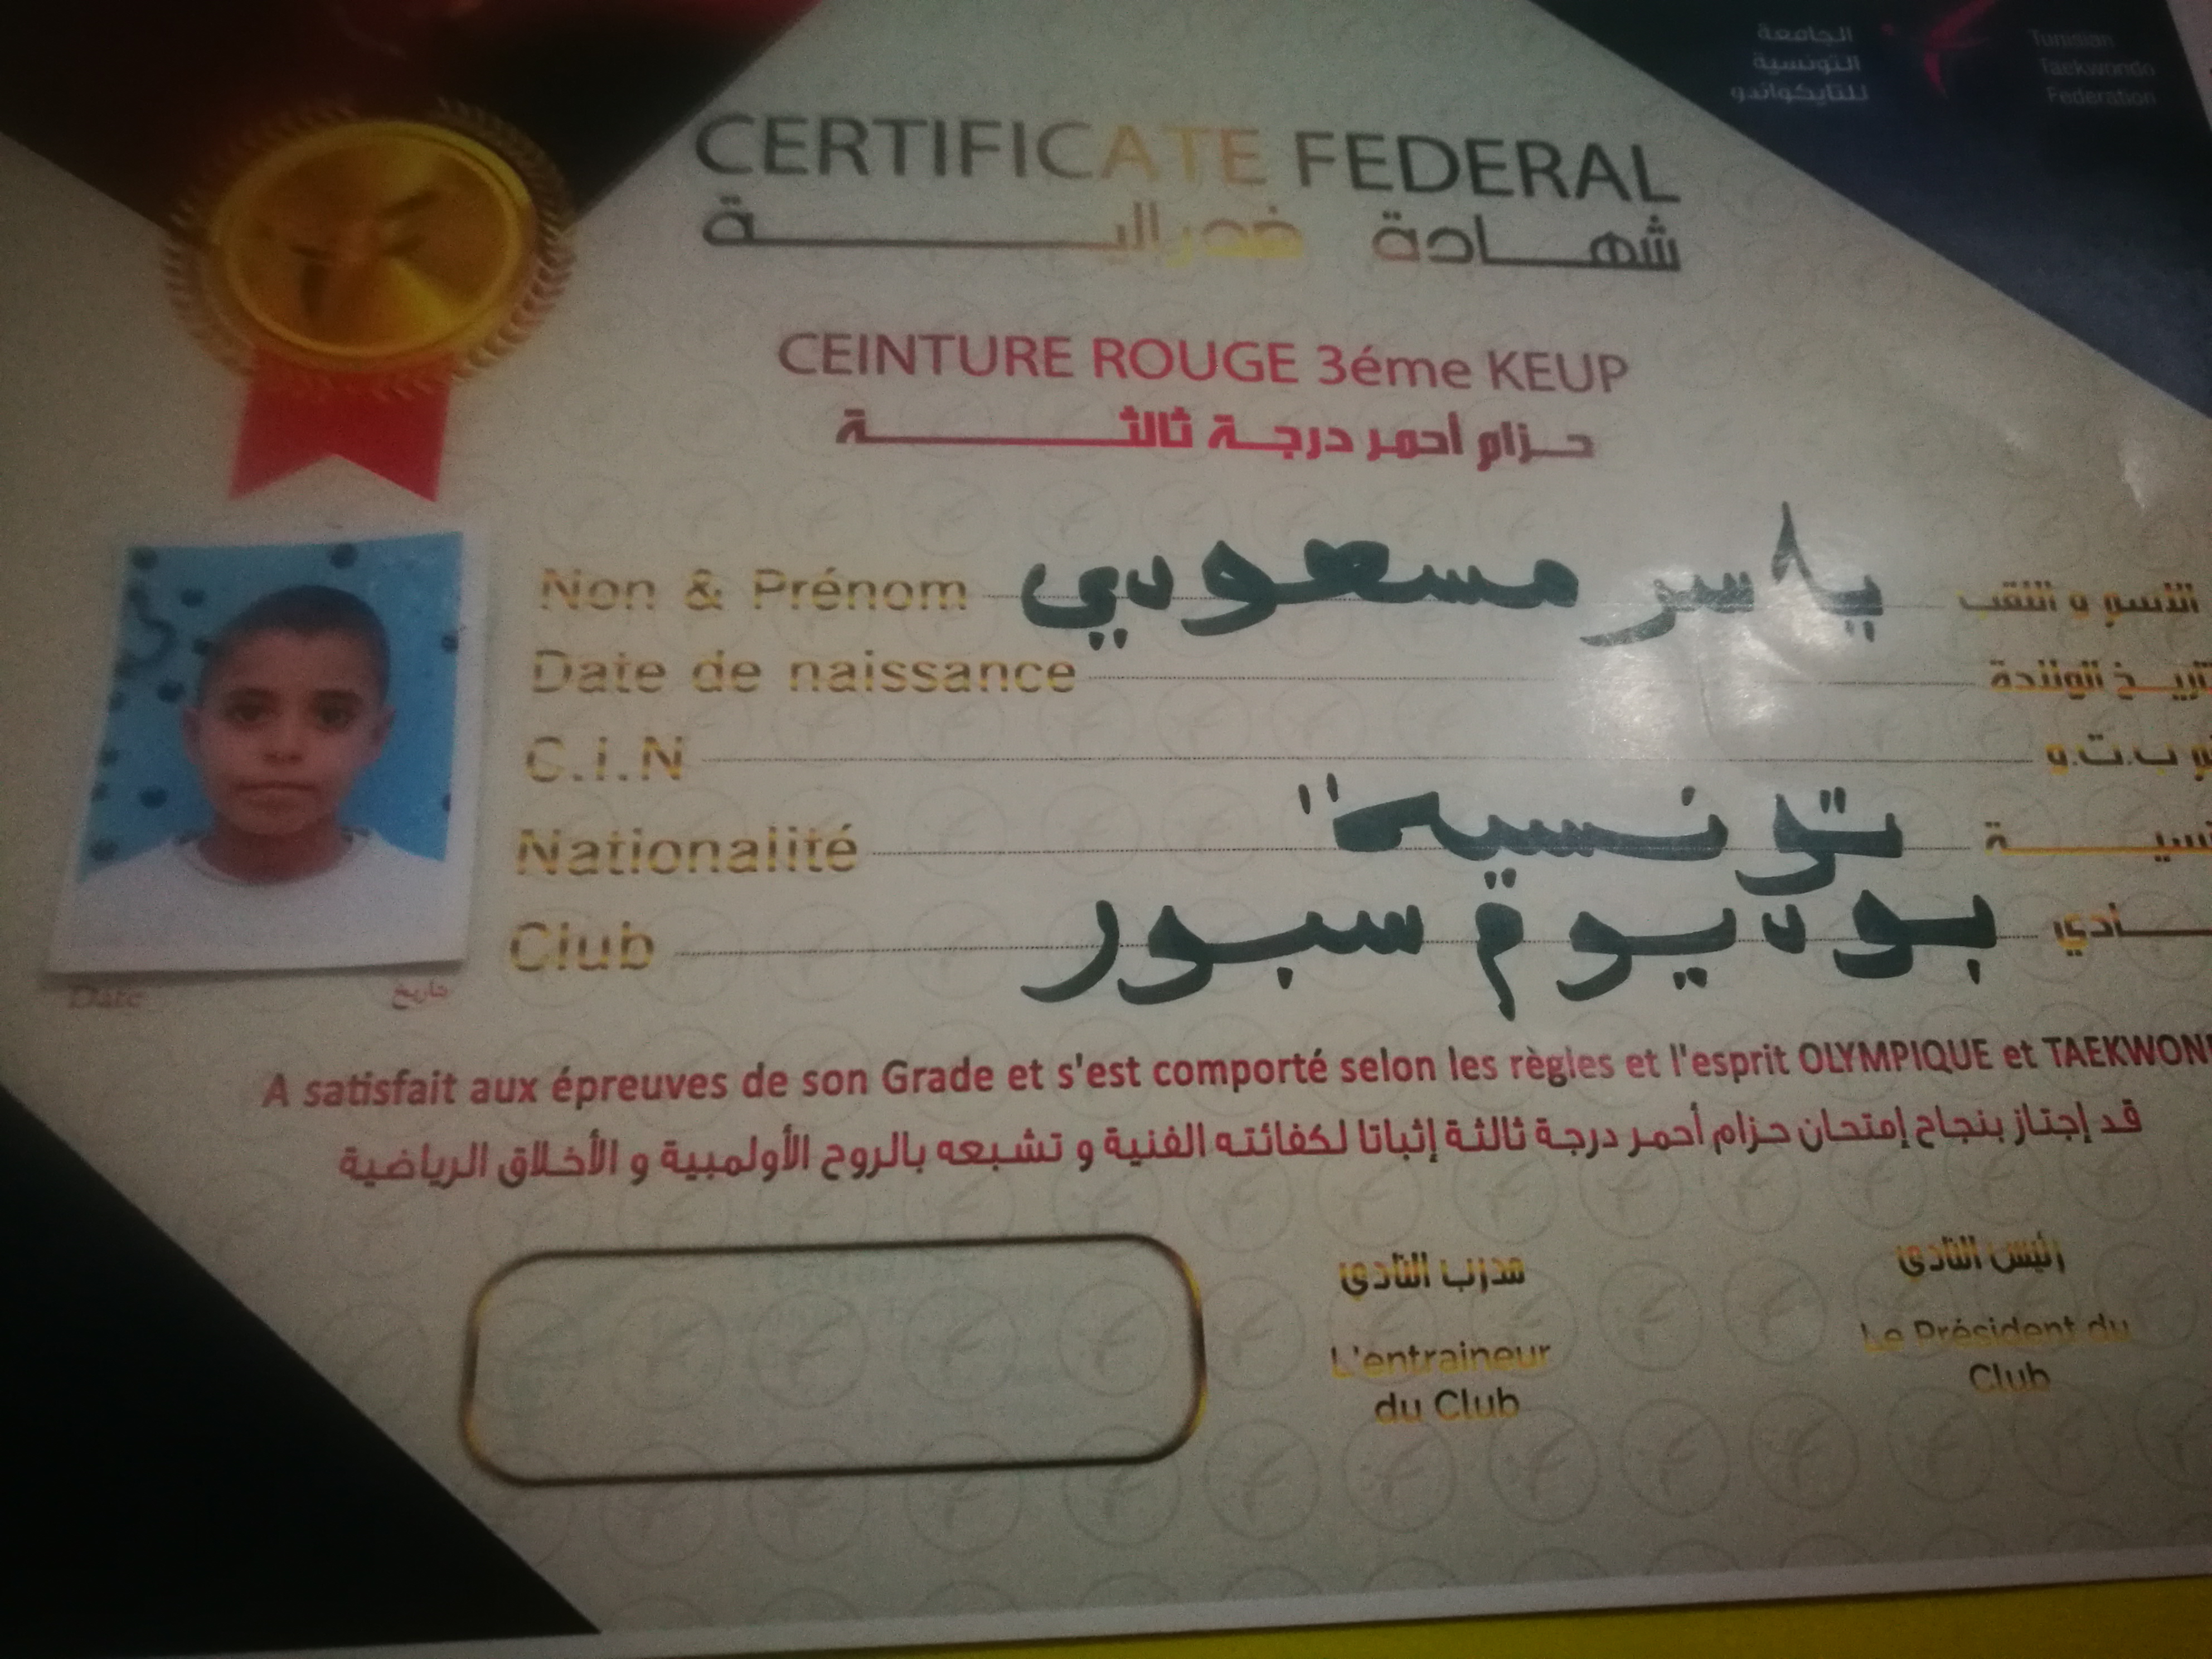 الجامعة
التونسية
للتايكواندو
Tunisian
Taekwondo
Federation
CERTIFICATE FEDERAL
شهادة فدرالية
CEINTURE ROUGE 3éme KEUP
حزام أحمر درجة ثالثة
Non & Prénom ياسر مسعودي الاسم و اللقب
Date de naissance تاريخ الولادة
C.i.N ب.ت.و
Nationalité تونسية
Club بوديوم سبور
Date تاريخ
A satisfait aux épreuves de son Grade et s'est comporté selon les règles et l'esprit OLYMPIQUE et TAEKWON
قد إجتاز بنجاح إمتحان حزام أحمر درجة ثالثة إثباتا لكفائته الفنية و تشبعه بالروح الأولمبية و الأخلاق الرياضية
مدرب النادي
L'entraineur
du Club
رئيس النادي
Le Président du
Club